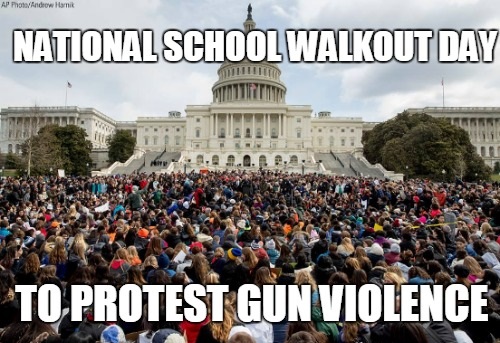 AP Photo/Andrew Harnik
NATIONAL SCHOOL WALKOUT DAY
TO PROTEST GUN VIOLENCE